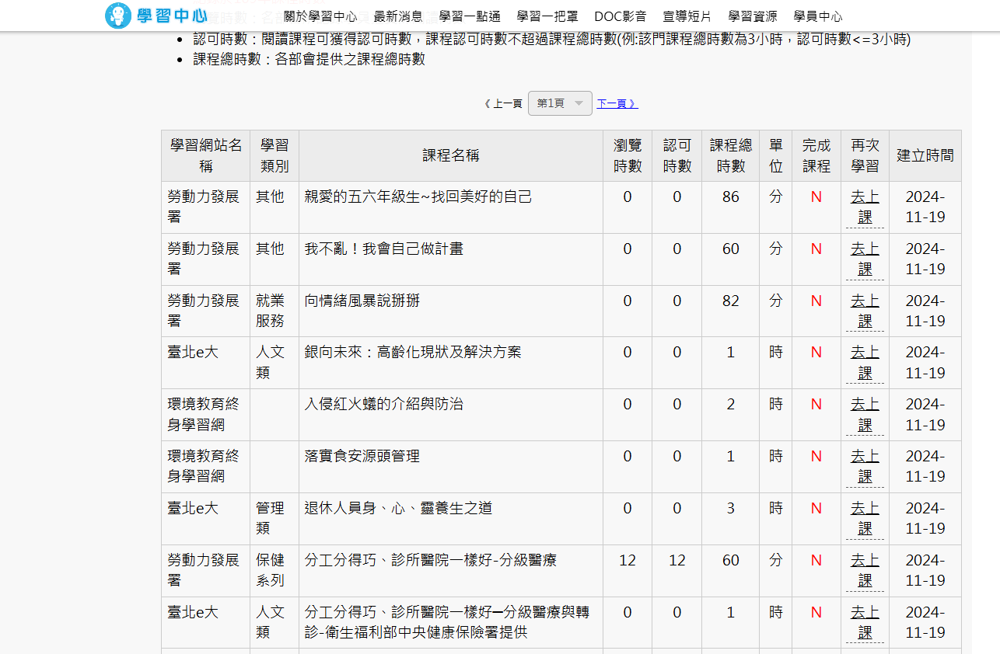 學習中心 關於學習中心 最新消息 學習一點通 學習一把罩 DOC影音 宣導短片 學習資源 學員中心
認可時數：閱讀課程可獲得認可時數，課程認可時數不超過課程總時數(例:該門課程總時數為3小時，認可時數<=3小時)
課程總時數：各部會提供之課程總時數
《 上一頁 第1頁 下一頁 》
學習網站名稱 學習類別 課程名稱 瀏覽時數 認可時數 課程總時數 單位 完成課程 再次學習 建立時間
勞動力發展署 其他 親愛的五六年級生~找回美好的自己 0 0 86 分 N 去上課 2024-11-19
勞動力發展署 其他 我不亂！我會自己做計畫 0 0 60 分 N 去上課 2024-11-19
勞動力發展署 就業服務 向情緒風暴說掰掰 0 0 82 分 N 去上課 2024-11-19
臺北e大 人文類 銀向未來：高齡化現狀及解決方案 0 0 1 時 N 去上課 2024-11-19
環境教育終身學習網 入侵紅火蟻的介紹與防治 0 0 2 時 N 去上課 2024-11-19
環境教育終身學習網 落實食安源頭管理 0 0 1 時 N 去上課 2024-11-19
臺北e大 管理類 退休人員身、心、靈養生之道 0 0 3 時 N 去上課 2024-11-19
勞動力發展署 保健系列 分工分得巧、診所醫院一樣好-分級醫療 12 12 60 分 N 去上課 2024-11-19
臺北e大 人文類 分工分得巧、診所醫院一樣好─分級醫療與轉診-衛生福利部中央健康保險署提供 0 0 1 時 N 去上課 2024-11-19